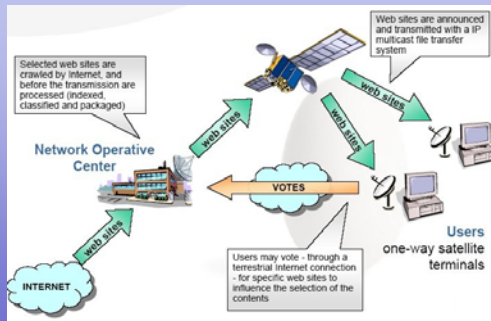 Web sites are announced
and transmitted with a IP
multicast file transfer
system
Selected web sites are
crawled by Internet, and
before the transmission are
processed (indexed,
classified and packaged)
web sites
web sites
web sites
web sites
Network Operative
Center
VOTES
INTERNET
Users
one-way satellite
terminals
Users may vote - through a
terrestrial Internet connection
- for specific web sites to
influence the selection of the
contents